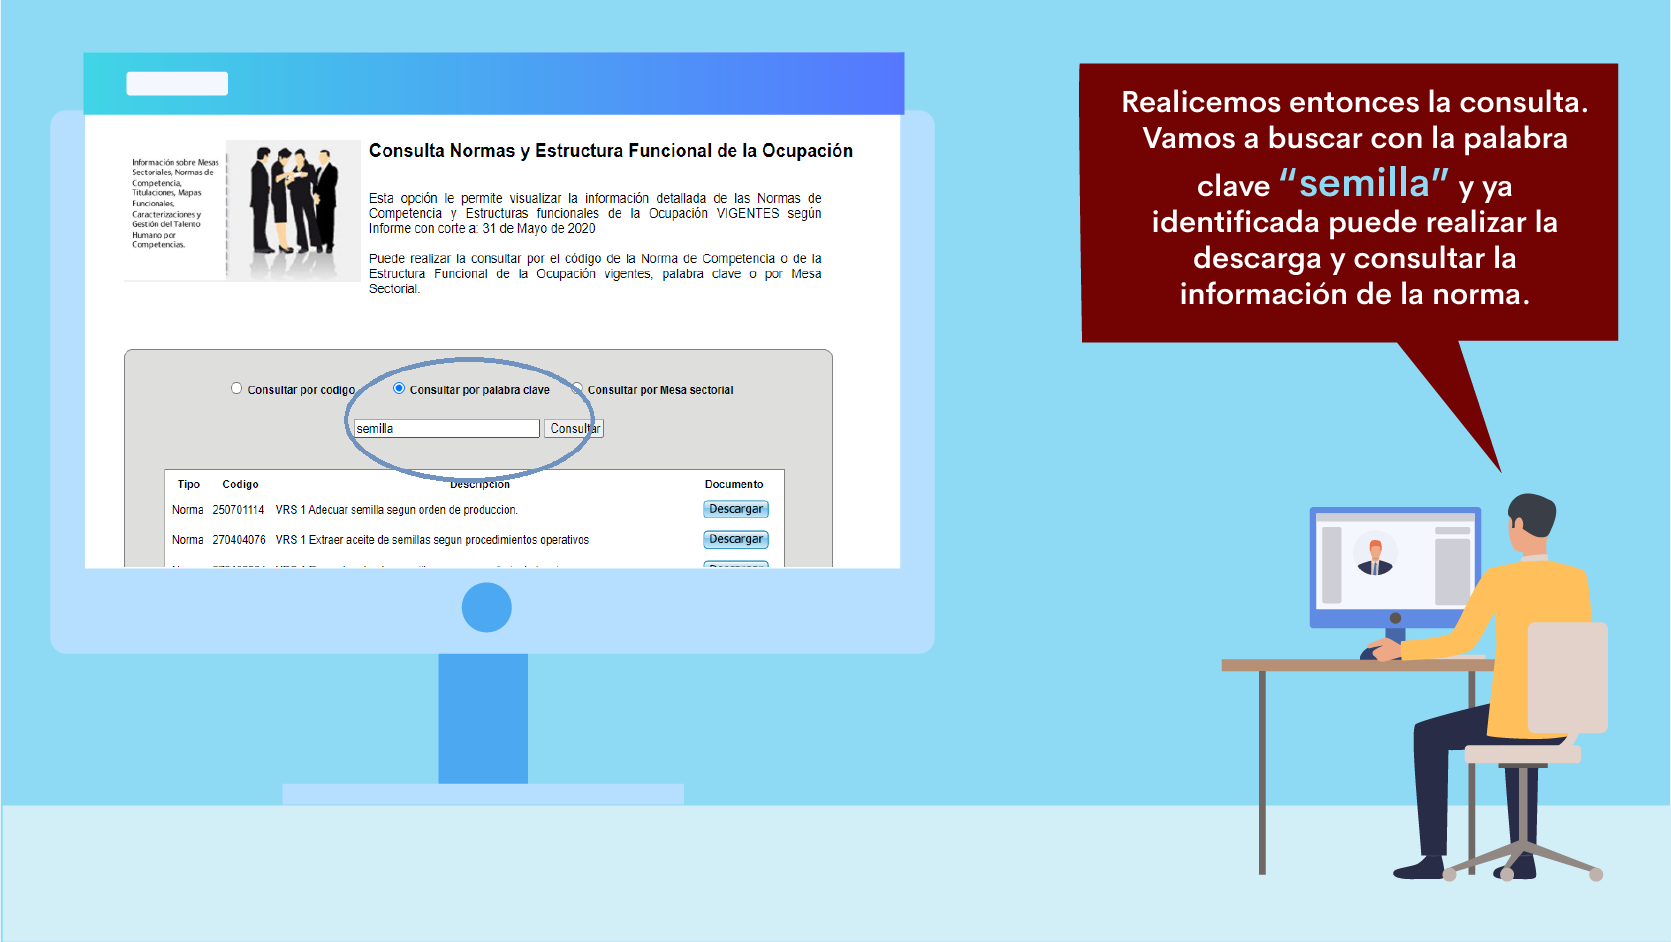 Información sobre Mesas
Sectoriales, Normas de
Competencia,
Titulaciones, Mapas
Funcionales,
Caracterizaciones y
Gestión del Talento
Humano por
Competencias.
Consulta Normas y Estructura Funcional de la Ocupación
Esta opción le permite visualizar la información detallada de las Normas de
Competencia y Estructuras funcionales de la Ocupación VIGENTES según
Informe con corte a: 31 de Mayo de 2020
Puede realizar la consultar por el código de la Norma de Competencia o de la
Estructura Funcional de la Ocupación vigentes, palabra clave o por Mesa
Sectorial.
Consultar por codigo Consultar por palabra clave Consultar por Mesa sectorial
semilla Consultar
Tipo Codigo Descripcion Documento
Norma 250701114 VRS 1 Adecuar semilla segun orden de produccion. Descargar
Norma 270404076 VRS 1 Extraer aceite de semillas segun procedimientos operativos Descargar
Realicemos entonces la consulta.
Vamos a buscar con la palabra
clave “semilla” y ya
identificada puede realizar la
descarga y consultar la
información de la norma.